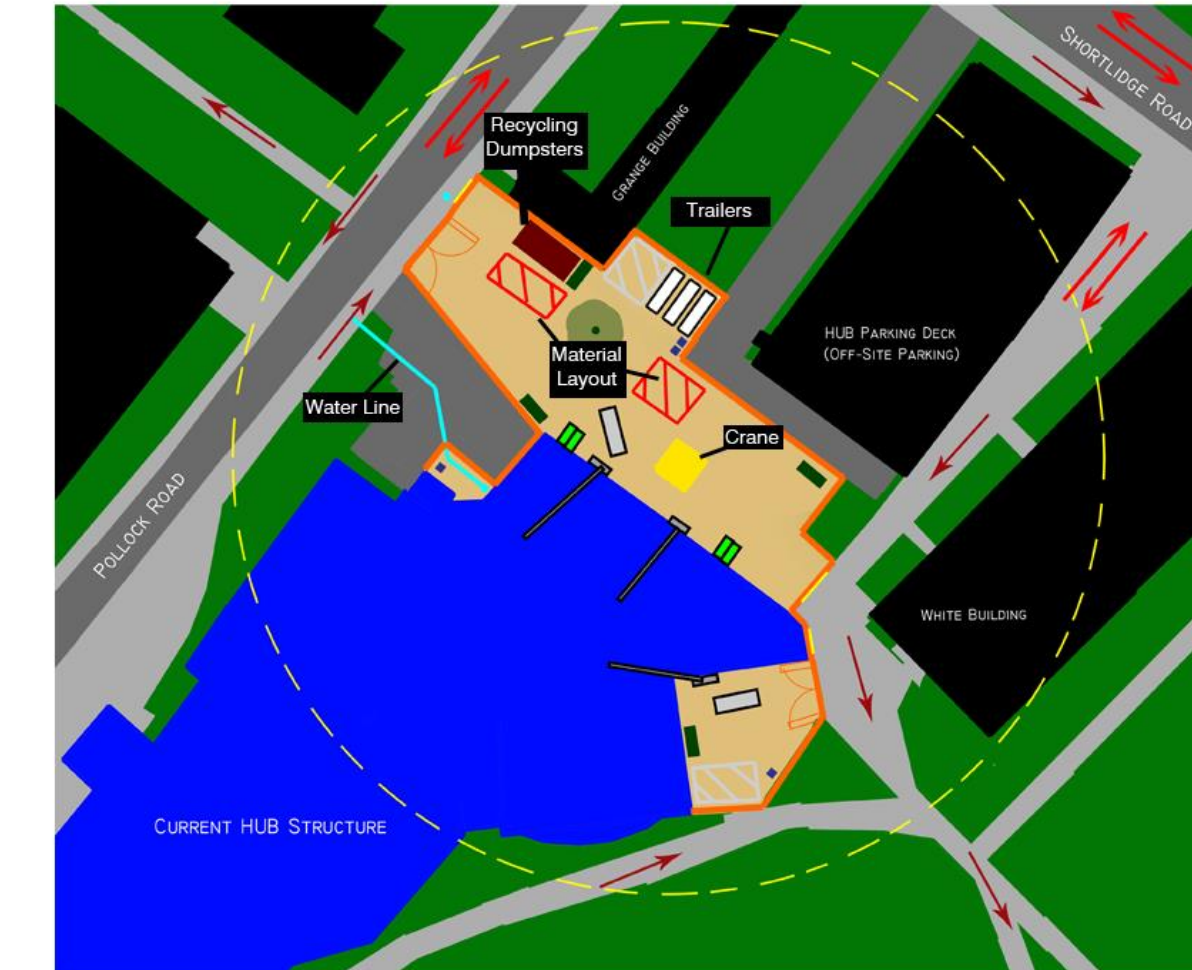 SHORTLIDGE ROAD
Recycling
Dumpsters
GRANGE BUILDING
Trailers
HUB PARKING DECK
(OFF-SITE PARKING)
Material
Layout
Water Line
Crane
POLLOCK ROAD
WHITE BUILDING
CURRENT HUB STRUCTURE